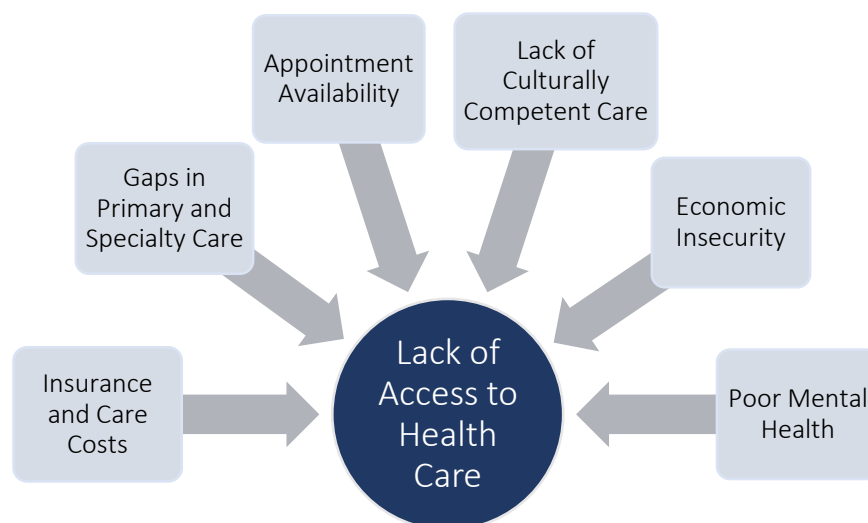 Appointment
Availability
Lack of
Culturally
Competent Care
Gaps in
Primary and
Specialty Care
Economic
Insecurity
Insurance
and Care
Costs
Lack of
Access to
Health
Care
Poor Mental
Health